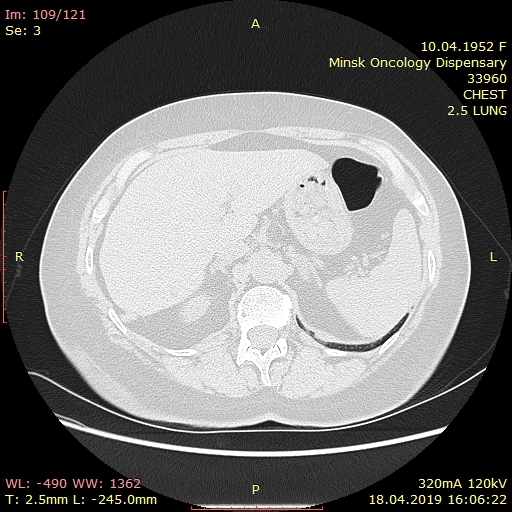 Im: 109/121
Se: 3
A
10.04.1952 F
Minsk Oncology Dispensary
33960
CHEST
2.5 LUNG
R
L
WL: -490 WW: 1362
T: 2.5mm L: -245.0mm
P
320mA 120kV
18.04.2019 16:06:22